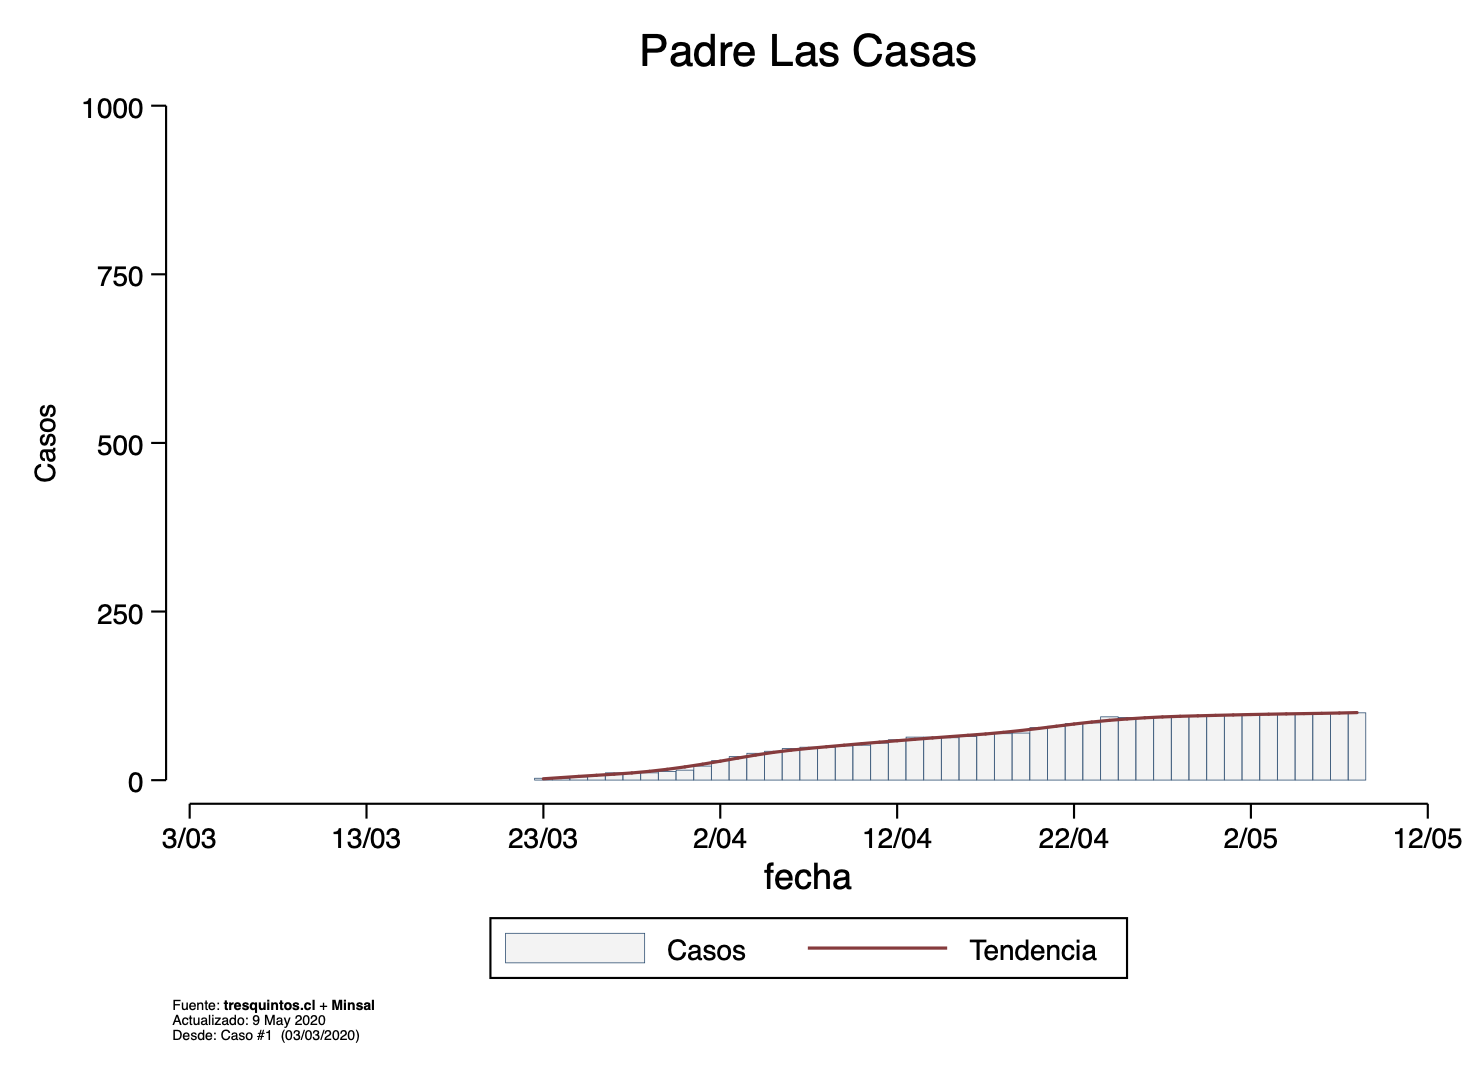 Padre Las Casas
1000
750
500
250
0
Casos
3/03 13/03 23/03 2/04 12/04 22/04 2/05 12/05
fecha
Casos Tendencia
Fuente: tresquintos.cl + Minsal
Actualizado: 9 May 2020
Desde: Caso #1 (03/03/2020)